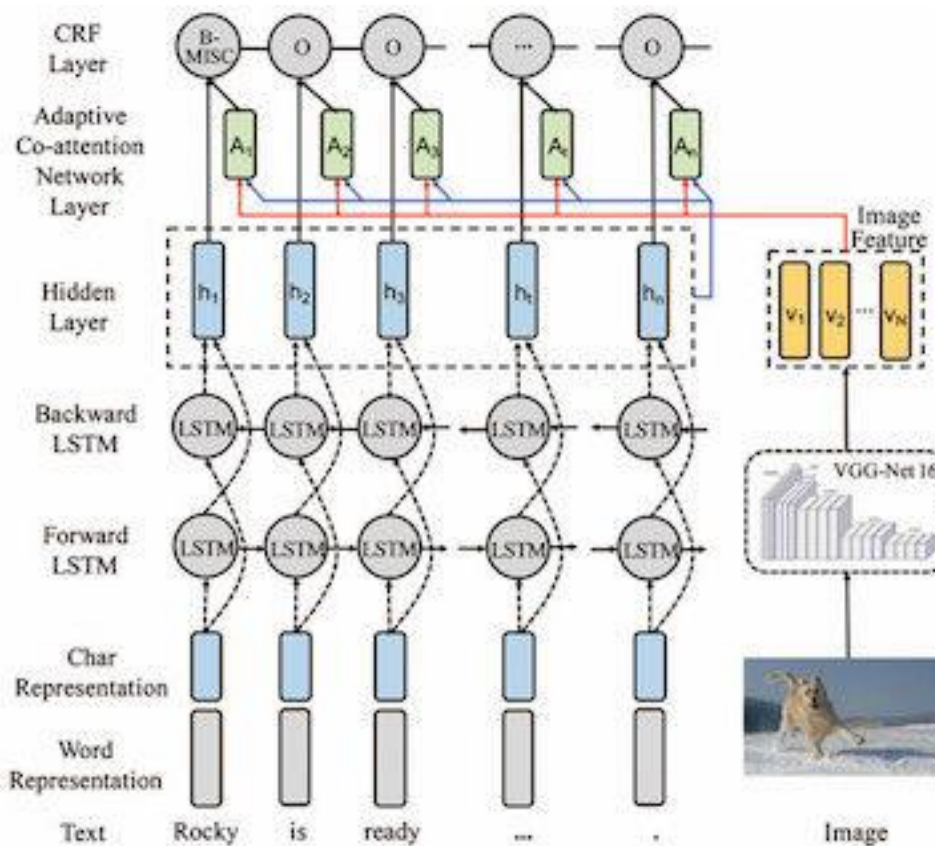 CRF
Layer
B-
MISC
O
O
...
O
Adaptive
Co-attention
Network
Layer
A1
A2
A3
At
An
Image
Feature
Hidden
Layer
h1
h2
h3
ht
hn
v1
v2
...
vN
Backward
LSTM
LSTM
LSTM
LSTM
LSTM
LSTM
VGG-Net 16
Forward
LSTM
LSTM
LSTM
LSTM
LSTM
LSTM
Char
Representation
Word
Representation
Text
Rocky
is
ready
...
.
Image